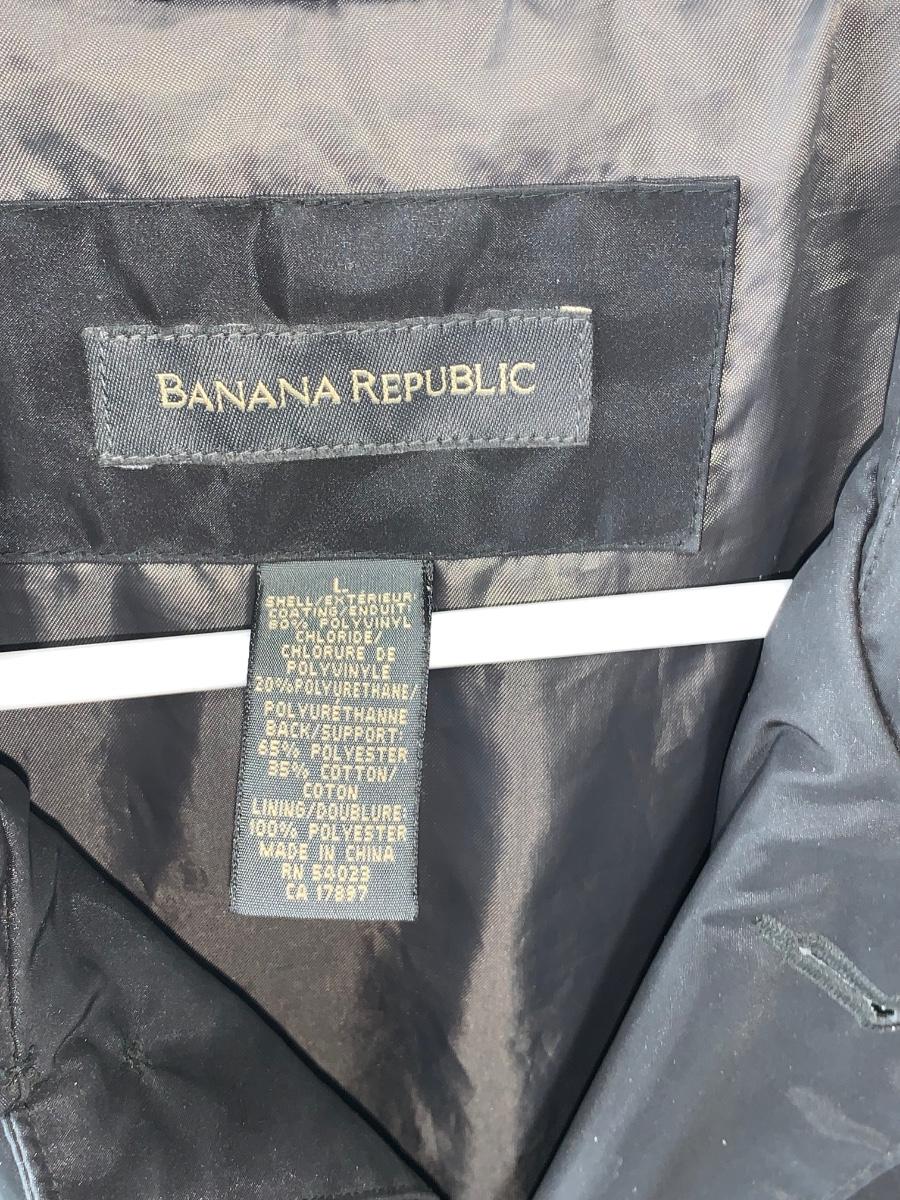 BANANA REPUBLIC
L
SHELL/EXTÉRIEUR
COATING/ENDUIT:
80% POLYVINYL
CHLORIDE/
CHLORURE DE
POLYVINYLE
20%POLYURETHANE/
POLYURÉTHANNE
BACK/SUPPORT
65% POLYESTER
35% COTTON/
COTON
LINING/DOUBLURE:
100% POLYESTER
MADE IN CHINA
RN 54023
CA 17897